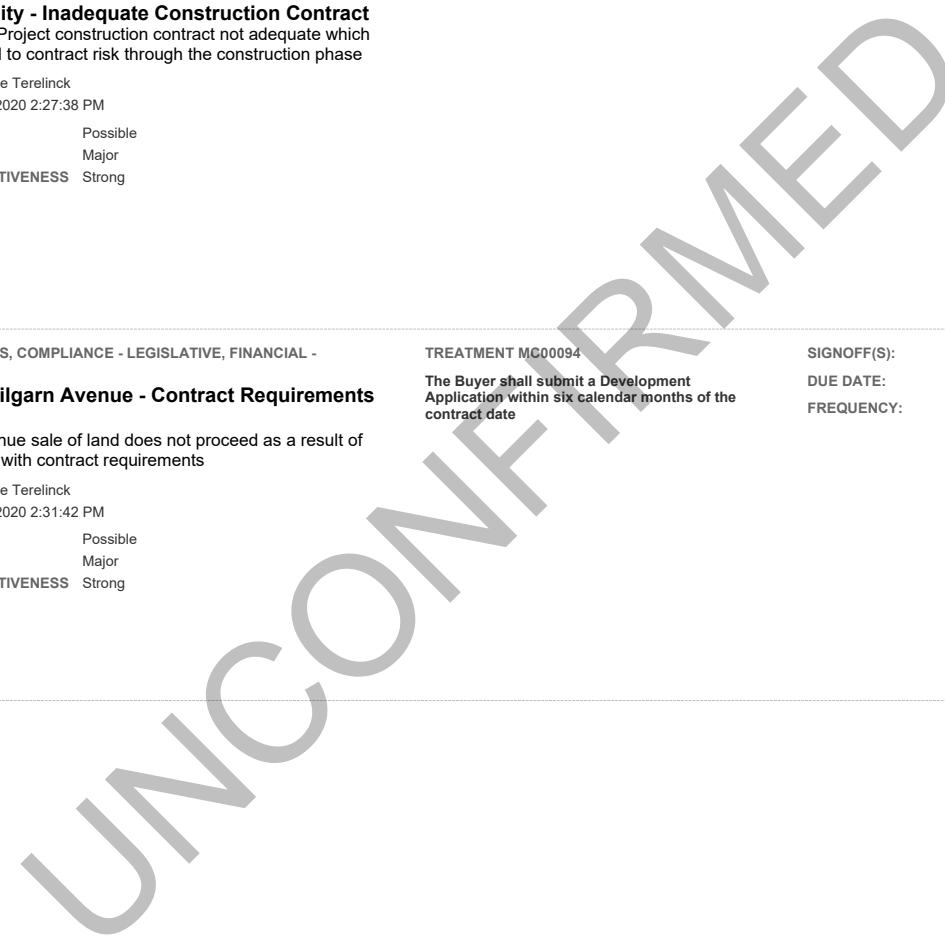 ity - Inadequate Construction Contract
Project construction contract not adequate which
to contract risk through the construction phase
e Terelinck
2020 2:27:38 PM
Possible
Major
TIVENESS Strong
S, COMPLIANCE - LEGISLATIVE, FINANCIAL -
ilgarn Avenue - Contract Requirements
nue sale of land does not proceed as a result of
with contract requirements
e Terelinck
2020 2:31:42 PM
Possible
Major
TIVENESS Strong
TREATMENT MC00094
The Buyer shall submit a Development
Application within six calendar months of the
contract date
SIGNOFF(S):
DUE DATE:
FREQUENCY:
UNCONFIRMED